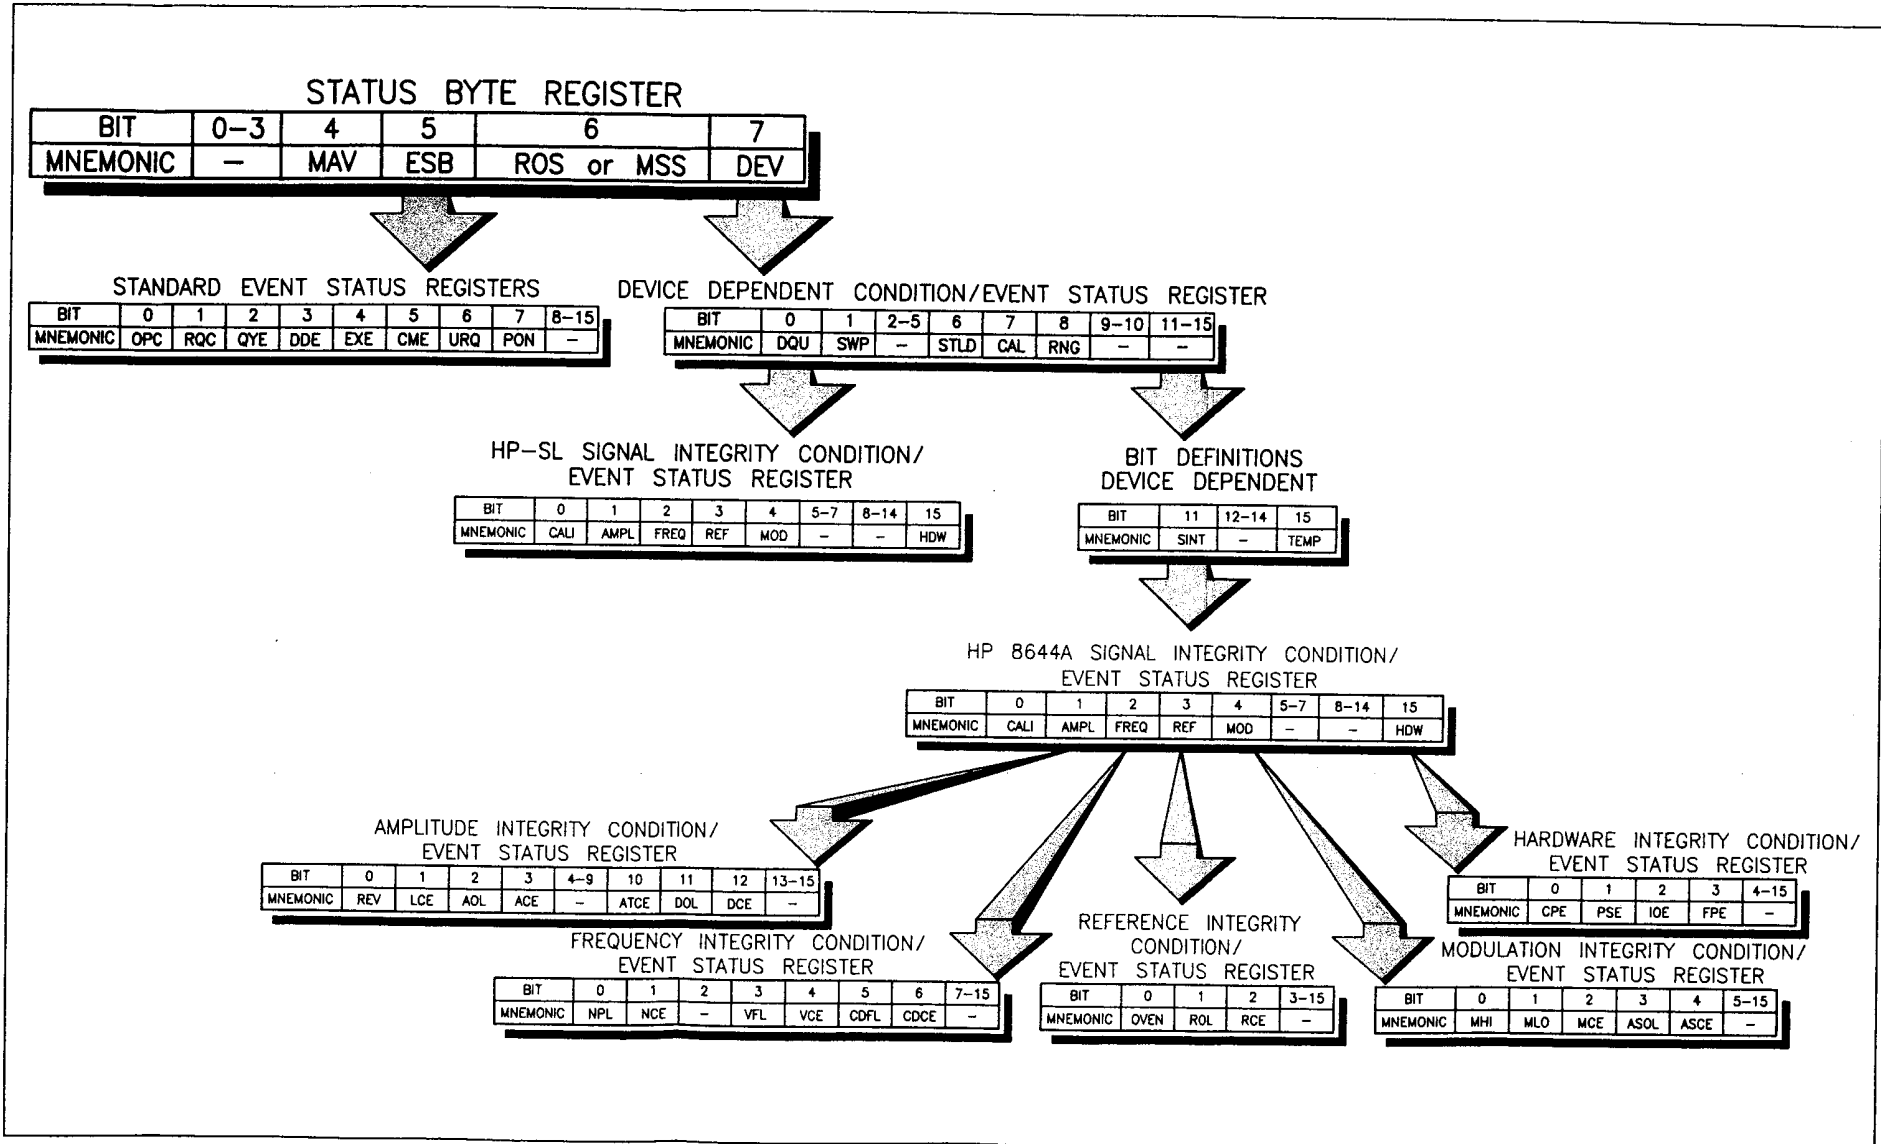 STATUS BYTE REGISTER
BIT 0-3 4 5 6 7
MNEMONIC - MAV ESB ROS or MSS DEV
STANDARD EVENT STATUS REGISTERS
BIT 0 1 2 3 4 5 6 7 8-15
MNEMONIC OPC RQC QYE DDE EXE CME URQ PON -
DEVICE DEPENDENT CONDITION/EVENT STATUS REGISTER
BIT 0 1 2-5 6 7 8 9-10 11-15
MNEMONIC DQU SWP - STLD CAL RNG - -
HP-SL SIGNAL INTEGRITY CONDITION/
EVENT STATUS REGISTER
BIT 0 1 2 3 4 5-7 8-14 15
MNEMONIC CALI AMPL FREQ REF MOD - - HDW
BIT DEFINITIONS
DEVICE DEPENDENT
BIT 11 12-14 15
MNEMONIC SINT - TEMP
HP 8644A SIGNAL INTEGRITY CONDITION/
EVENT STATUS REGISTER
BIT 0 1 2 3 4 5-7 8-14 15
MNEMONIC CALI AMPL FREQ REF MOD - - HDW
AMPLITUDE INTEGRITY CONDITION/
EVENT STATUS REGISTER
BIT 0 1 2 3 4-9 10 11 12 13-15
MNEMONIC REV LCE AOL ACE - ATCE DOL DCE -
HARDWARE INTEGRITY CONDITION/
EVENT STATUS REGISTER
BIT 0 1 2 3 4-15
MNEMONIC CPE PSE IOE FPE -
FREQUENCY INTEGRITY CONDITION/
EVENT STATUS REGISTER
BIT 0 1 2 3 4 5 6 7-15
MNEMONIC NPL NCE - VFL VCE CDFL CDCE -
REFERENCE INTEGRITY
CONDITION/
EVENT STATUS REGISTER
BIT 0 1 2 3-15
MNEMONIC OVEN ROL RCE -
MODULATION INTEGRITY CONDITION/
EVENT STATUS REGISTER
BIT 0 1 2 3 4 5-15
MNEMONIC MHI MLO MCE ASOL ASCE -